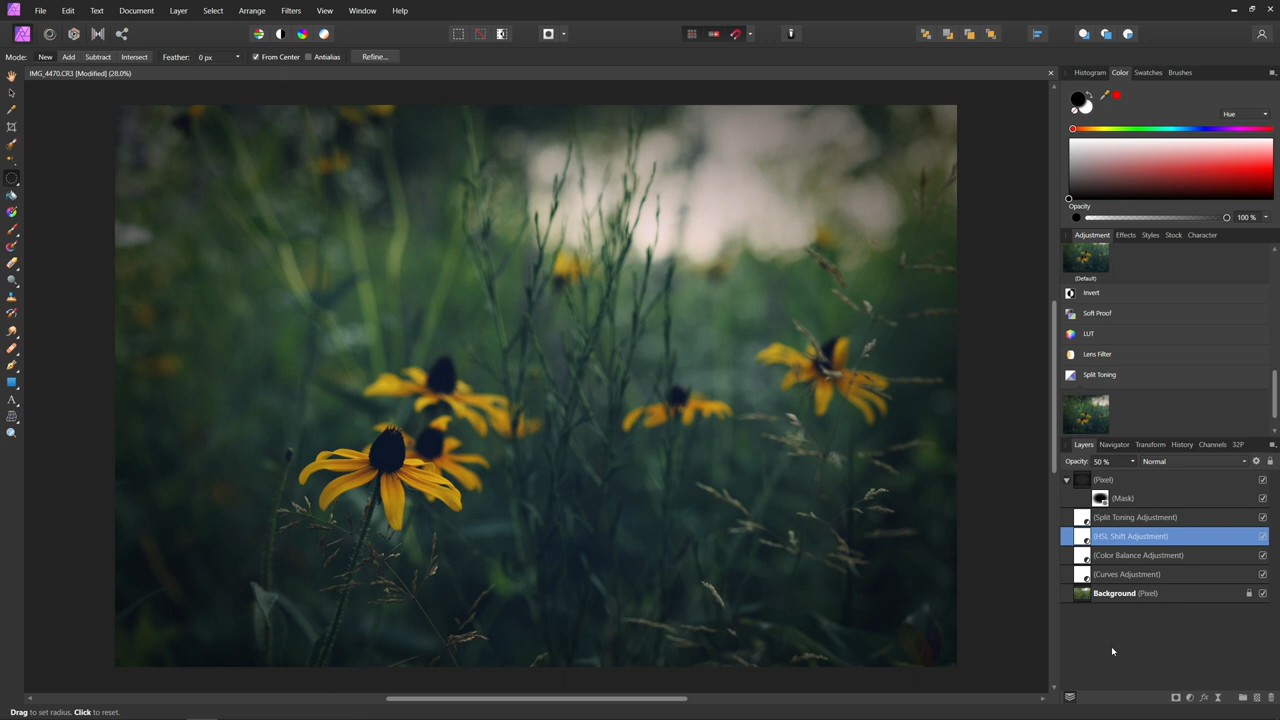 File Edit Text Document Layer Select Arrange Filters View Window Help
Mode: New Add Subtract Intersect Feather: 0 px From Center Antialias Refine...
IMG_4470.CR3 [Modified] (28.0%)
Histogram Color Swatches Brushes
Hue
Opacity
100 %
Adjustment Effects Styles Stock Character
(Default)
Invert
Soft Proof
LUT
Lens Filter
Split Toning
Layers Navigator Transform History Channels 32P
Opacity: 50 % Normal
(Pixel)
(Mask)
(Split Toning Adjustment)
(HSL Shift Adjustment)
(Color Balance Adjustment)
(Curves Adjustment)
Background (Pixel)
Drag to set radius. Click to reset.